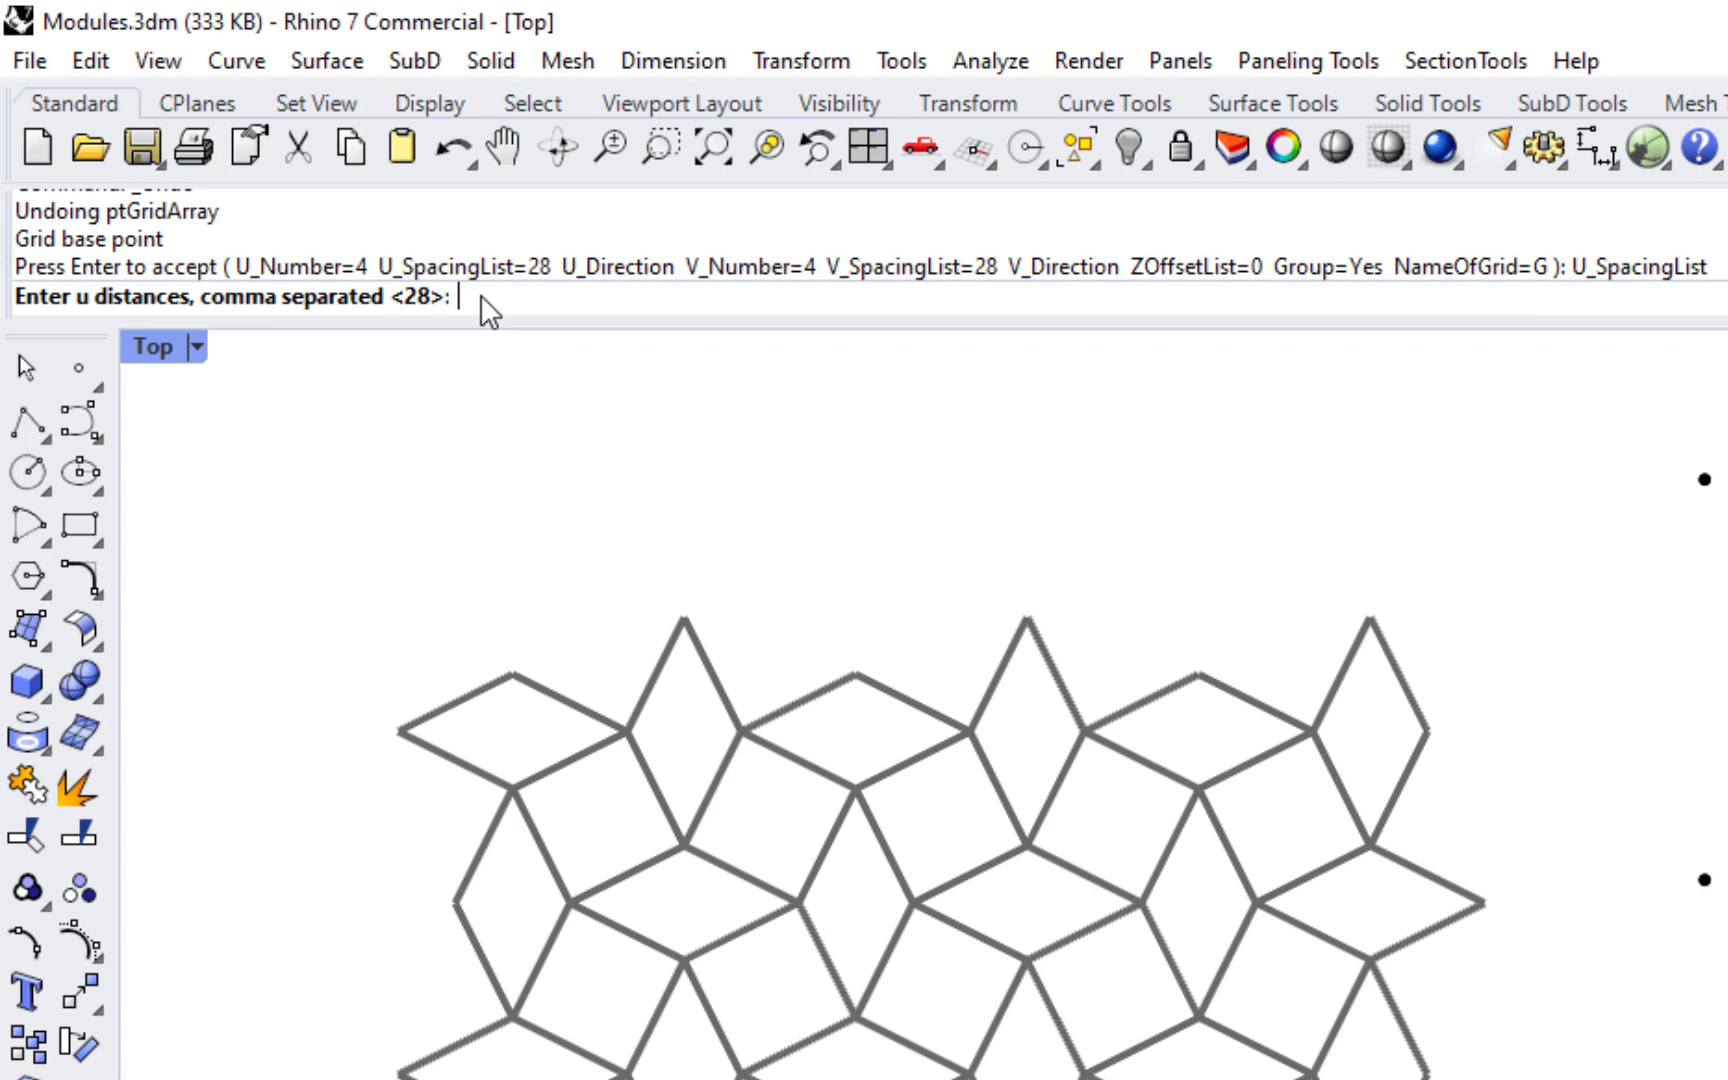 Modules.3dm (333 KB) - Rhino 7 Commercial - [Top]
File Edit View Curve Surface SubD Solid Mesh Dimension Transform Tools Analyze Render Panels Paneling Tools SectionTools Help
Standard CPlanes Set View Display Select Viewport Layout Visibility Transform Curve Tools Surface Tools Solid Tools SubD Tools Mesh
Undoing ptGridArray
Grid base point
Press Enter to accept ( U_Number=4 U_SpacingList=28 U_Direction V_Number=4 V_SpacingList=28 V_Direction ZOffsetList=0 Group=Yes NameOfGrid=G ): U_SpacingList
Enter u distances, comma separated <28>:
Top